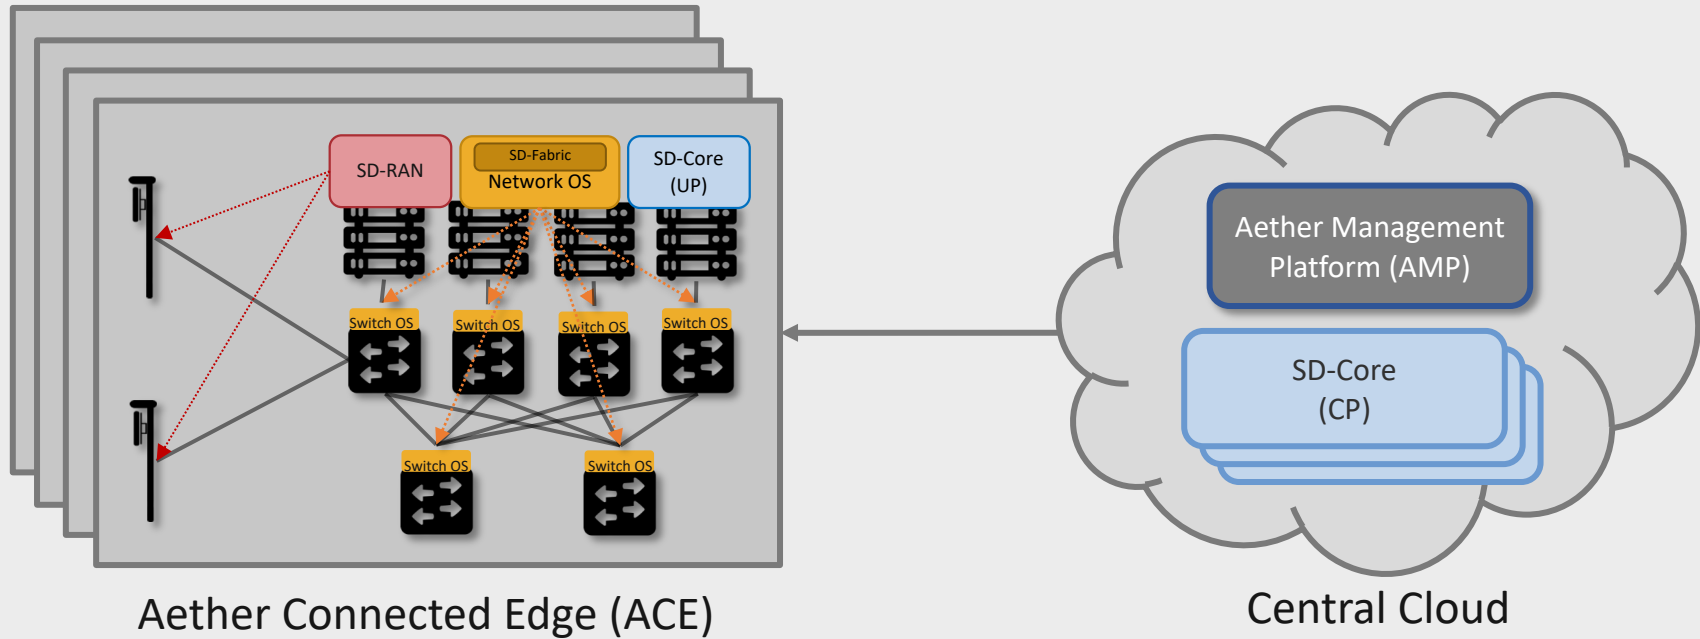 SD-RAN
SD-Fabric
Network OS
SD-Core
(UP)
Switch OS
Switch OS
Switch OS
Switch OS
Switch OS
Switch OS
Aether Connected Edge (ACE)
Aether Management
Platform (AMP)
SD-Core
(CP)
Central Cloud